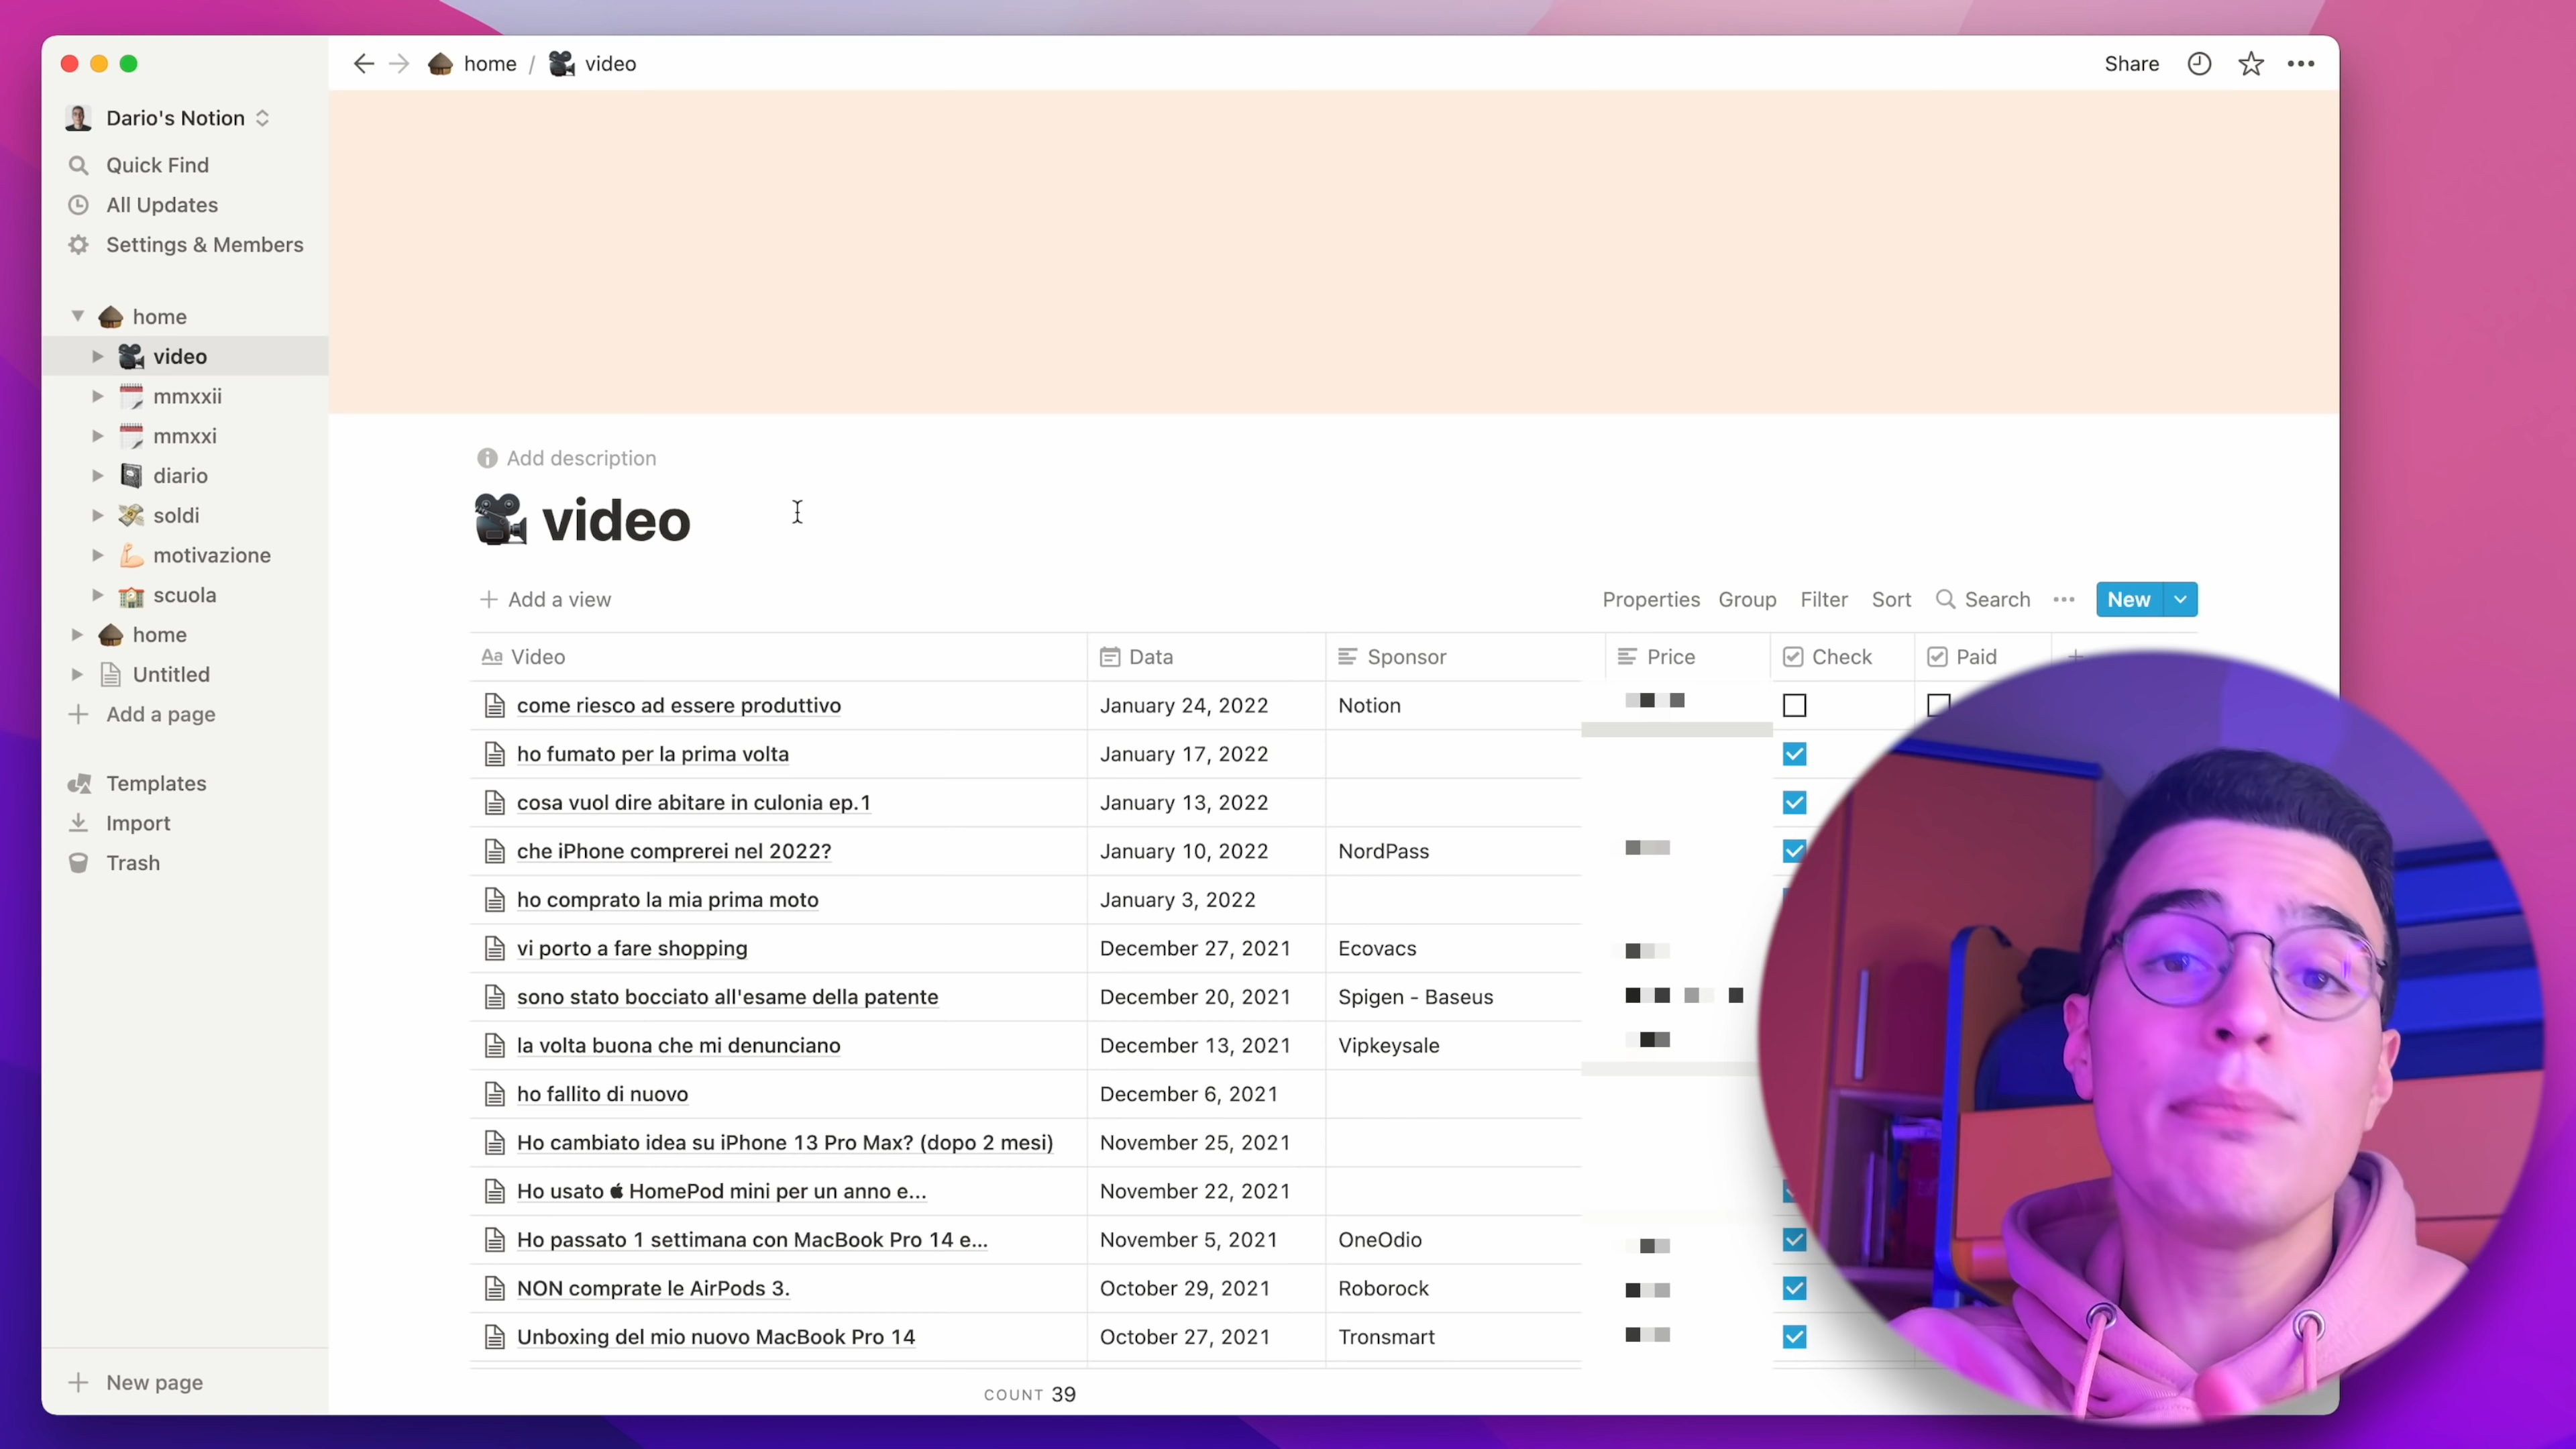 home / video
Share
Dario's Notion
Quick Find
All Updates
Settings & Members
home
video
mmxxii
mmxxi
diario
soldi
motivazione
scuola
home
Untitled
Add a page
Templates
Import
Trash
New page
Add description
video
Add a view
Properties Group Filter Sort Search New
Aa Video Data Sponsor Price Check Paid
come riesco ad essere produttivo January 24, 2022 Notion
ho fumato per la prima volta January 17, 2022
cosa vuol dire abitare in culonia ep.1 January 13, 2022
che iPhone comprerei nel 2022? January 10, 2022 NordPass
ho comprato la mia prima moto January 3, 2022
vi porto a fare shopping December 27, 2021 Ecovacs
sono stato bocciato all'esame della patente December 20, 2021 Spigen - Baseus
la volta buona che mi denunciano December 13, 2021 Vipkeysale
ho fallito di nuovo December 6, 2021
Ho cambiato idea su iPhone 13 Pro Max? (dopo 2 mesi) November 25, 2021
Ho usato  HomePod mini per un anno e... November 22, 2021
Ho passato 1 settimana con MacBook Pro 14 e... November 5, 2021 OneOdio
NON comprate le AirPods 3. October 29, 2021 Roborock
Unboxing del mio nuovo MacBook Pro 14 October 27, 2021 Tronsmart
COUNT 39